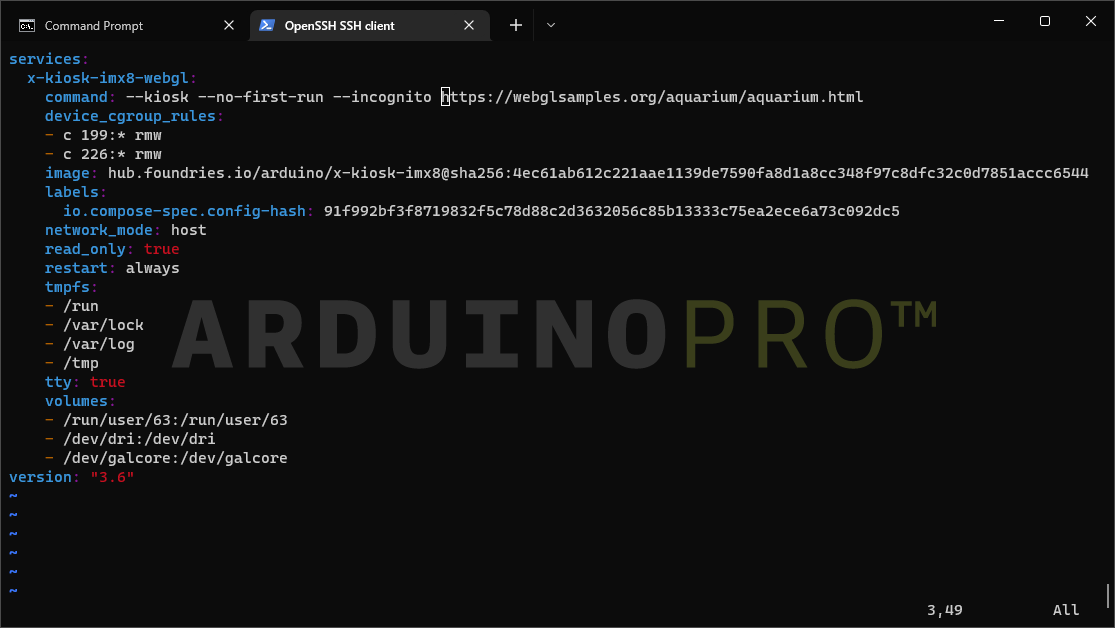 Command Prompt OpenSSH SSH client
services:
  x-kiosk-imx8-webgl:
    command: --kiosk --no-first-run --incognito https://webglsamples.org/aquarium/aquarium.html
    device_cgroup_rules:
    - c 199:* rmw
    - c 226:* rmw
    image: hub.foundries.io/arduino/x-kiosk-imx8@sha256:4ec61ab612c221aae1139de7590fa8d1a8cc348f97c8dfc32c0d7851accc6544
    labels:
      io.compose-spec.config-hash: 91f992bf3f8719832f5c78d88c2d3632056c85b13333c75ea2ece6a73c092dc5
    network_mode: host
    read_only: true
    restart: always
    tmpfs:
    - /run
    - /var/lock
    - /var/log
    - /tmp
ARDUINOPRO™
    tty: true
    volumes:
    - /run/user/63:/run/user/63
    - /dev/dri:/dev/dri
    - /dev/galcore:/dev/galcore
version: "3.6"
~
~
~
~
~
~
3,49 All